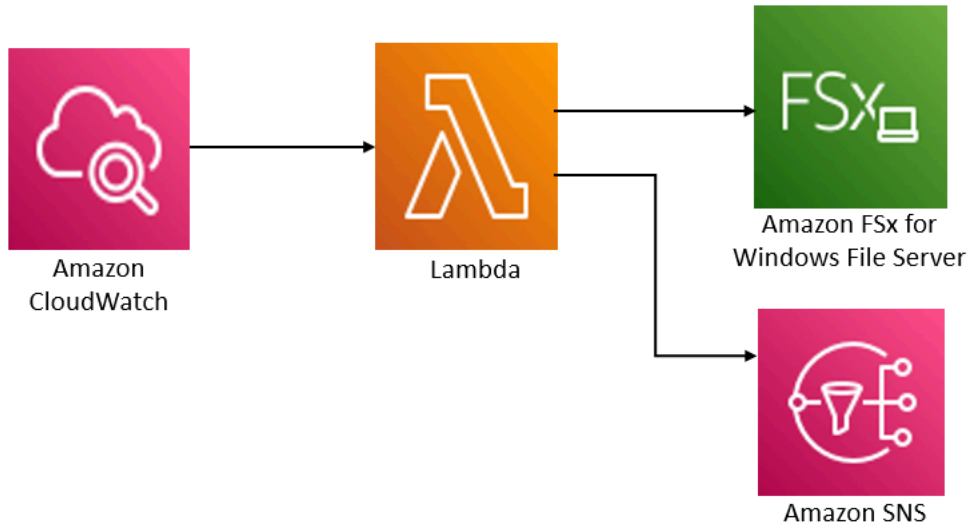 FSx
Amazon
CloudWatch
Lambda
Amazon FSx for
Windows File Server
Amazon SNS